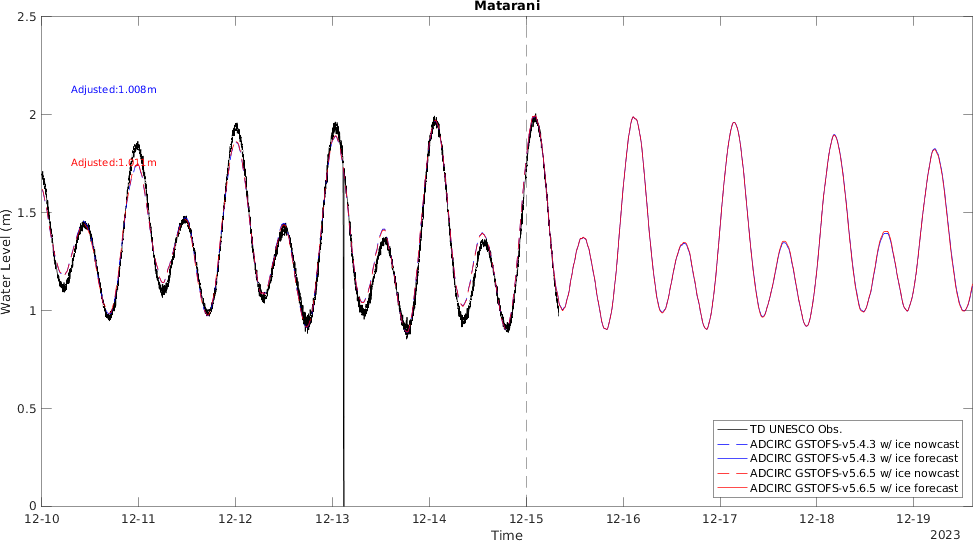 Matarani
2.5
Adjusted:1.008m
2
Adjusted:1.011m
1.5
Water Level (m)
1
0.5
TD UNESCO Obs.
ADCIRC GSTOFS-v5.4.3 w/ ice nowcast
ADCIRC GSTOFS-v5.4.3 w/ ice forecast
ADCIRC GSTOFS-v5.6.5 w/ ice nowcast
ADCIRC GSTOFS-v5.6.5 w/ ice forecast
0
12-10 12-11 12-12 12-13 12-14 12-15 12-16 12-17 12-18 12-19
Time
2023